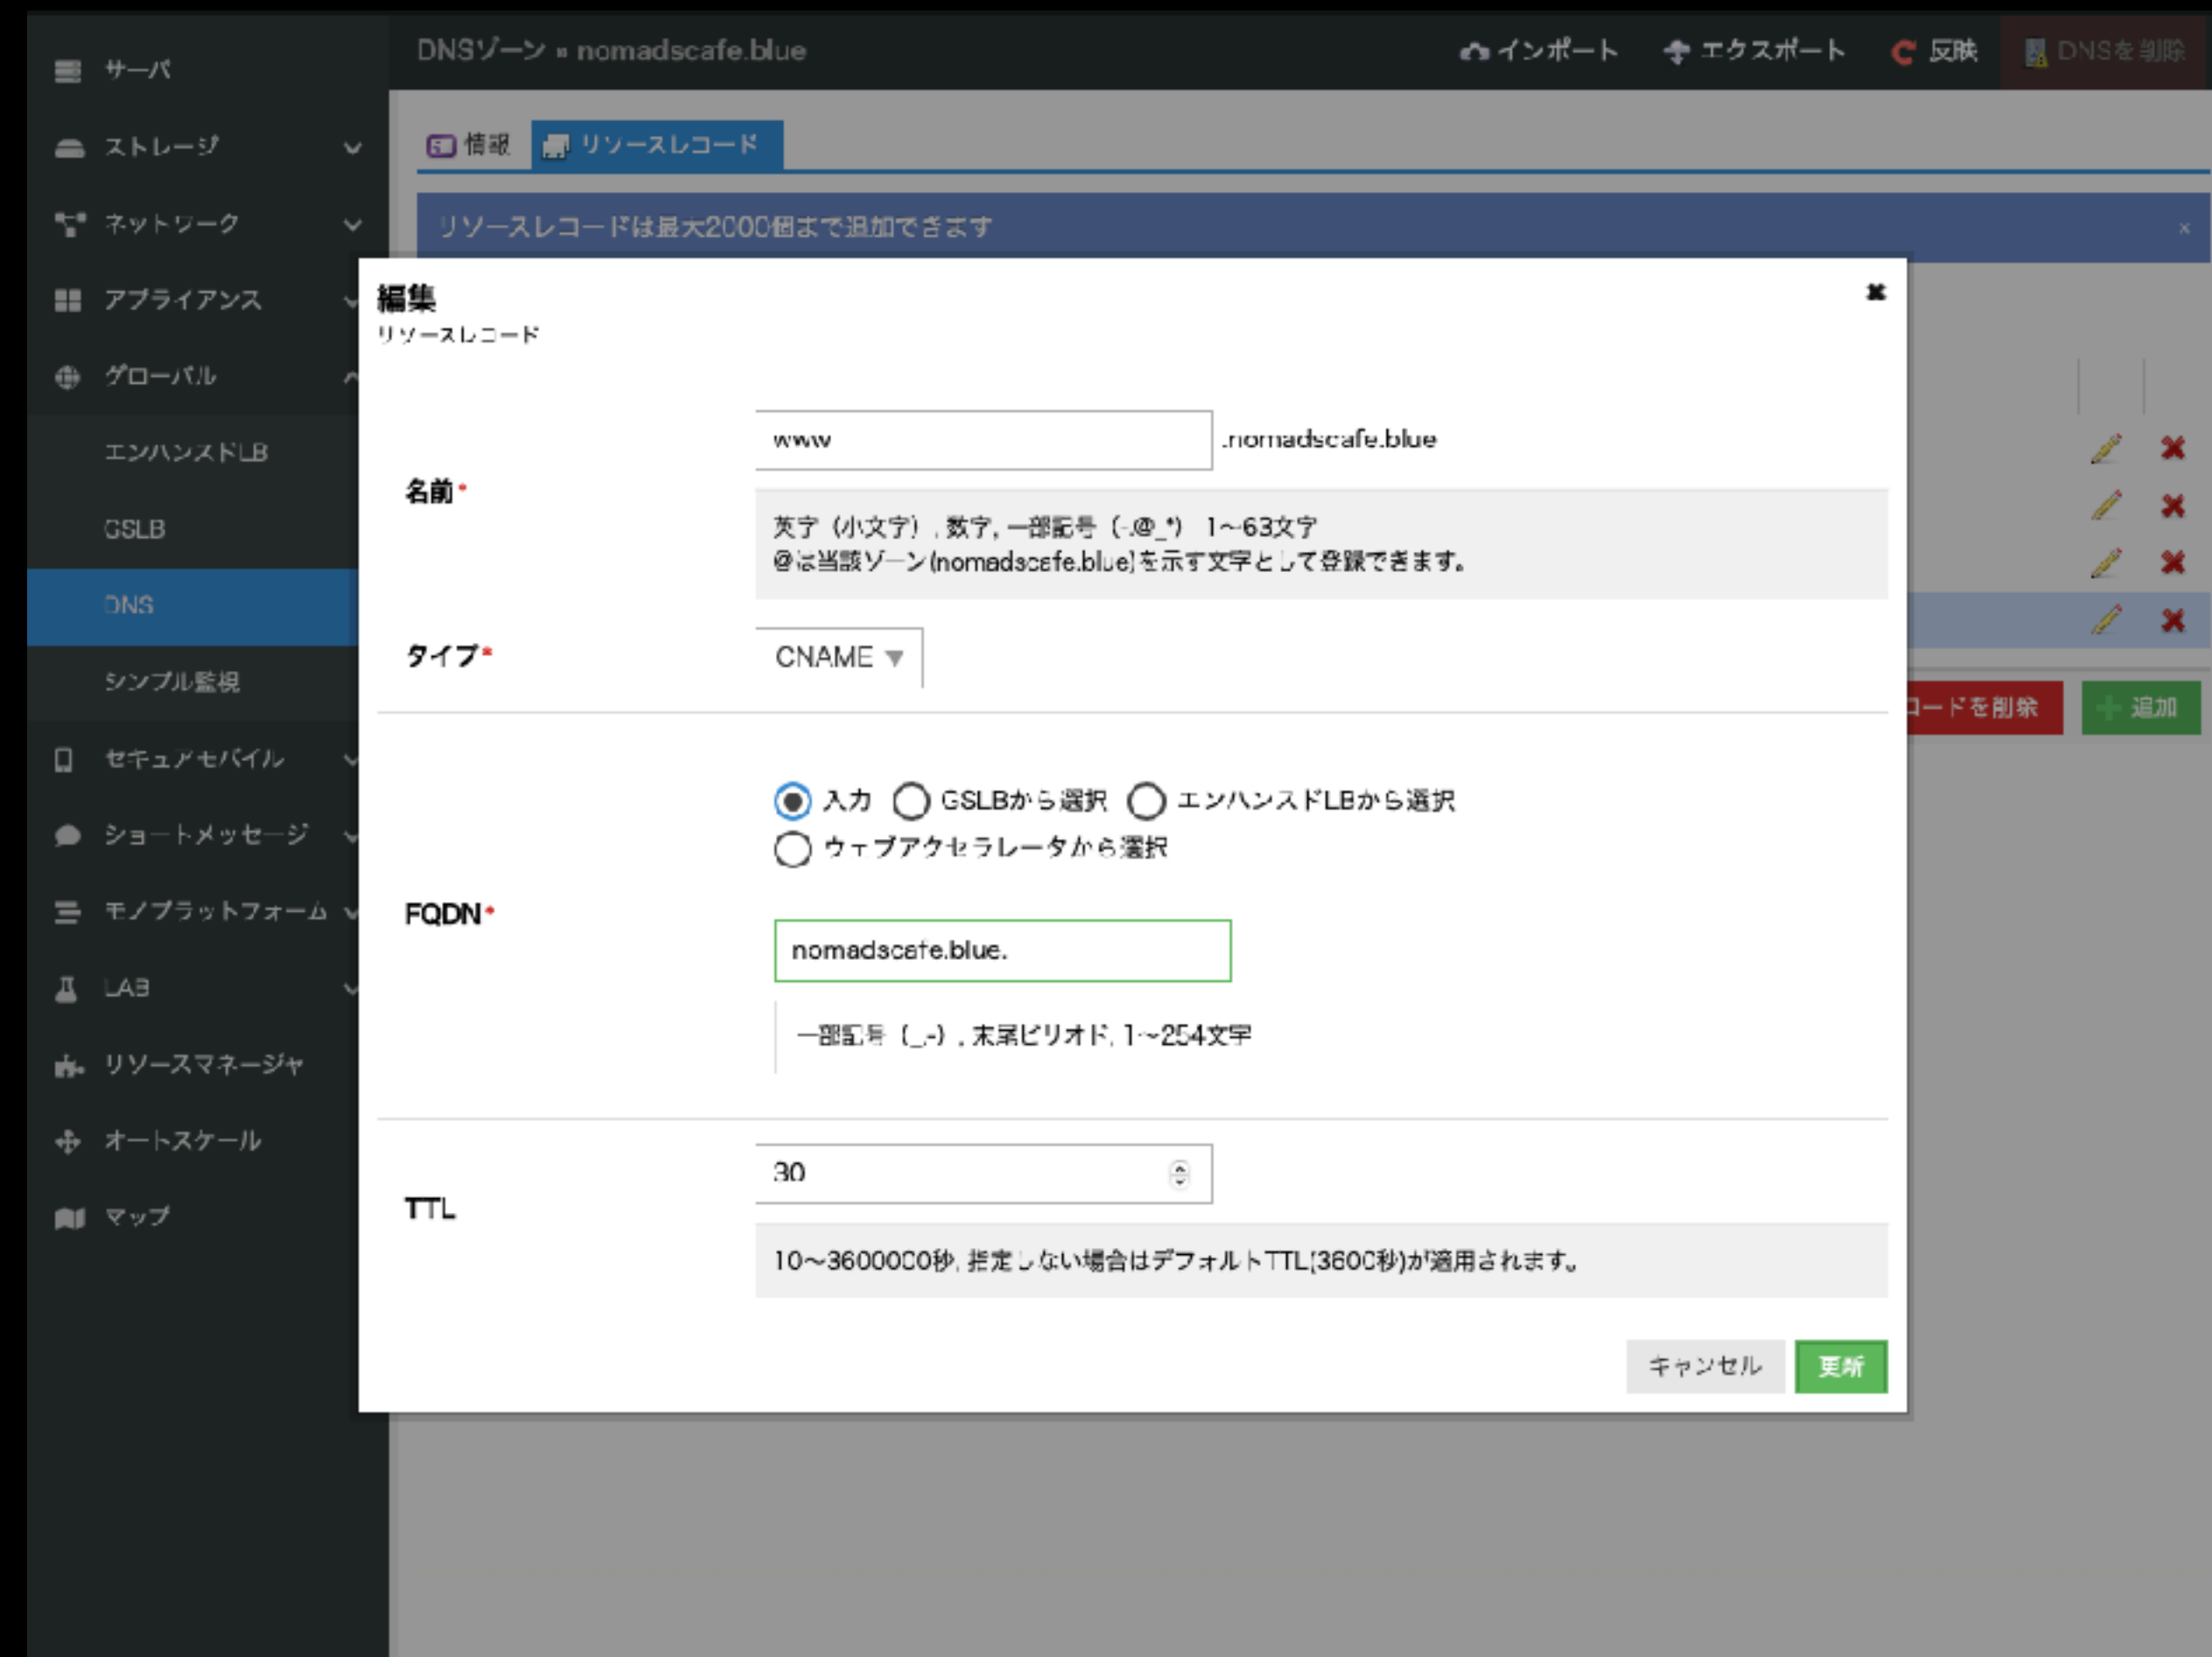 DNSゾーン » nomadscafe.blue
インポート
エクスポート
反映
DNSを削除
サーバ
ストレージ
ネットワーク
アプライアンス
グローバル
エンハンスドLB
GSLB
DNS
シンプル監視
セキュアモバイル
ショートメッセージ
モノプラットフォーム
LAB
リソースマネージャ
オートスケール
マップ
情報
リソースレコード
リソースレコードは最大2000個まで追加できます
×
編集
リソースレコード
名前*
www
.nomadscafe.blue
英字（小文字）, 数字, 一部記号（-.@_*） 1〜63文字
@は当該ゾーン(nomadscafe.blue)を示す文字として登録できます。
タイプ*
CNAME
FQDN*
入力 GSLBから選択 エンハンスドLBから選択
ウェブアクセラレータから選択
nomadscafe.blue.
一部記号（_.-）, 末尾ピリオド, 1〜254文字
TTL
30
10〜3600000秒, 指定しない場合はデフォルトTTL(3600秒)が適用されます。
キャンセル
更新
コードを削除
追加